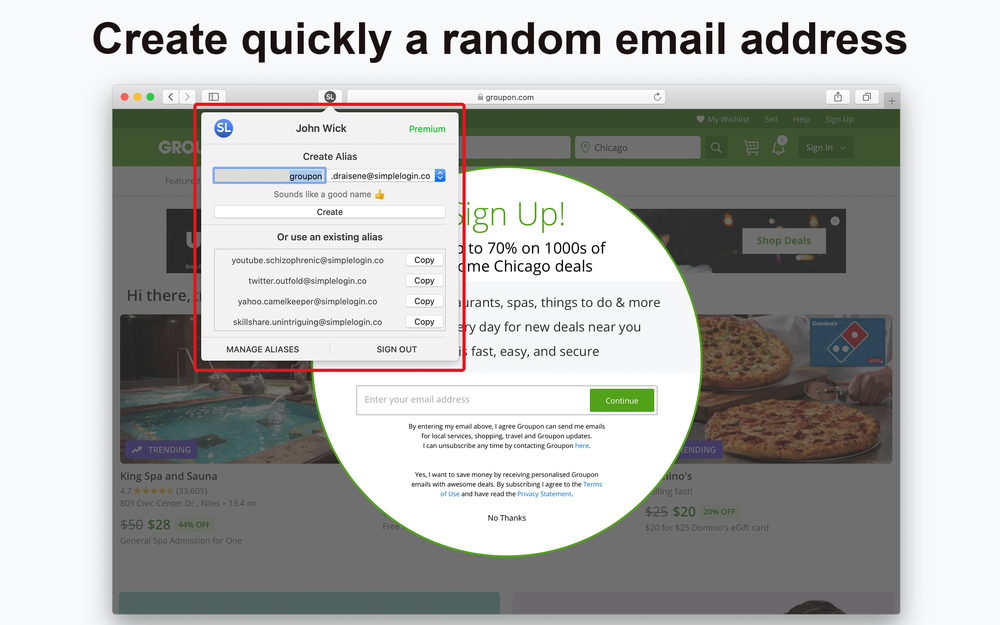 Create quickly a random email address
SL
groupon.com
My Wishlist Sell Help Sign Up
Chicago
1
Sign In
SL
John Wick
Premium
Create Alias
groupon
.draisene@simplelogin.co
Sounds like a good name 👍
Create
Or use an existing alias
youtube.schizophrenic@simplelogin.co Copy
twitter.outfold@simplelogin.co Copy
yahoo.camelkeeper@simplelogin.co Copy
skillshare.unintriguing@simplelogin.co Copy
MANAGE ALIASES SIGN OUT
Featured
Sign Up!
to 70% on 1000s of
Chicago deals
spas, things to do & more
day for new deals near you
fast, easy, and secure
Enter your email address
Continue
By entering my email above, I agree Groupon can send me emails
for local services, shopping, travel and Groupon updates.
I can unsubscribe any time by contacting Groupon here.
Yes, I want to save money by receiving personalised Groupon
emails with awesome deals. By subscribing I agree to the Terms
of Use and have read the Privacy Statement.
No Thanks
Shop Deals
Hi there,
TRENDING
King Spa and Sauna
4.7 ★★★★★ (33,605)
809 Civic Center Dr., Niles • 13.4 mi
$50 $28 44% OFF
General Spa Admission for One
Free
Domino's
fast!
$25 $20 20% OFF
$20 for $25 Domino's eGift card